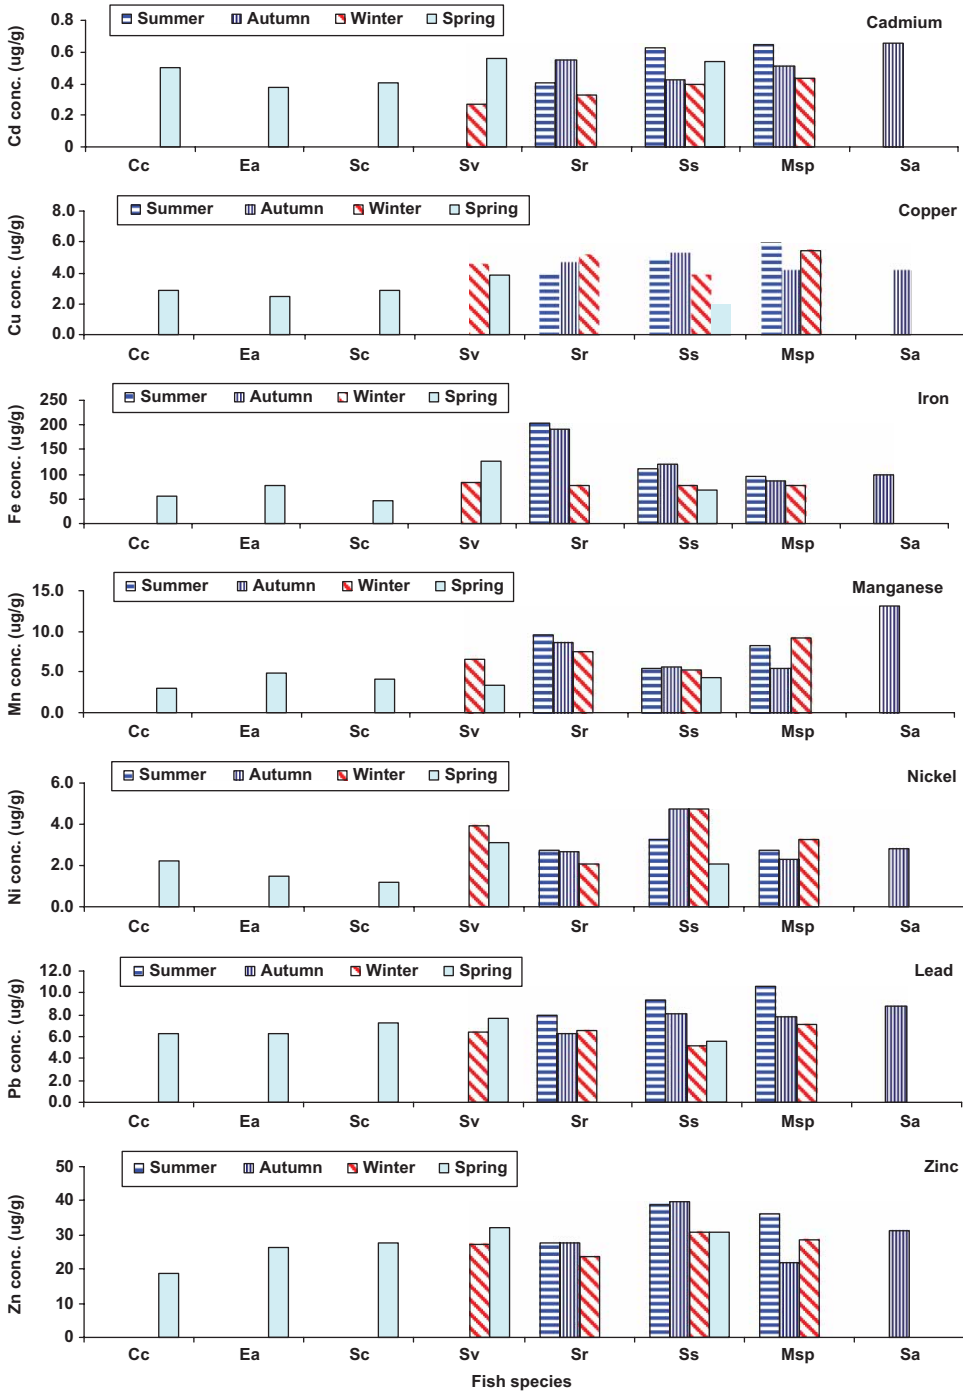 Summer Autumn Winter Spring
Cadmium
Cd conc. (ug/g)
0.8
0.6
0.4
0.2
0
Cc Ea Sc Sv Sr Ss Msp Sa
Summer Autumn Winter Spring
Copper
Cu conc. (ug/g)
8.0
6.0
4.0
2.0
0.0
Cc Ea Sc Sv Sr Ss Msp Sa
Summer Autumn Winter Spring
Iron
Fe conc. (ug/g)
250
200
150
100
50
0
Cc Ea Sc Sv Sr Ss Msp Sa
Summer Autumn Winter Spring
Manganese
Mn conc. (ug/g)
15.0
10.0
5.0
0.0
Cc Ea Sc Sv Sr Ss Msp Sa
Summer Autumn Winter Spring
Nickel
Ni conc. (ug/g)
6.0
4.0
2.0
0.0
Cc Ea Sc Sv Sr Ss Msp Sa
Summer Autumn Winter Spring
Lead
Pb conc. (ug/g)
12.0
10.0
8.0
6.0
4.0
2.0
0.0
Cc Ea Sc Sv Sr Ss Msp Sa
Summer Autumn Winter Spring
Zinc
Zn conc. (ug/g)
50
40
30
20
10
0
Cc Ea Sc Sv Sr Ss Msp Sa
Fish species